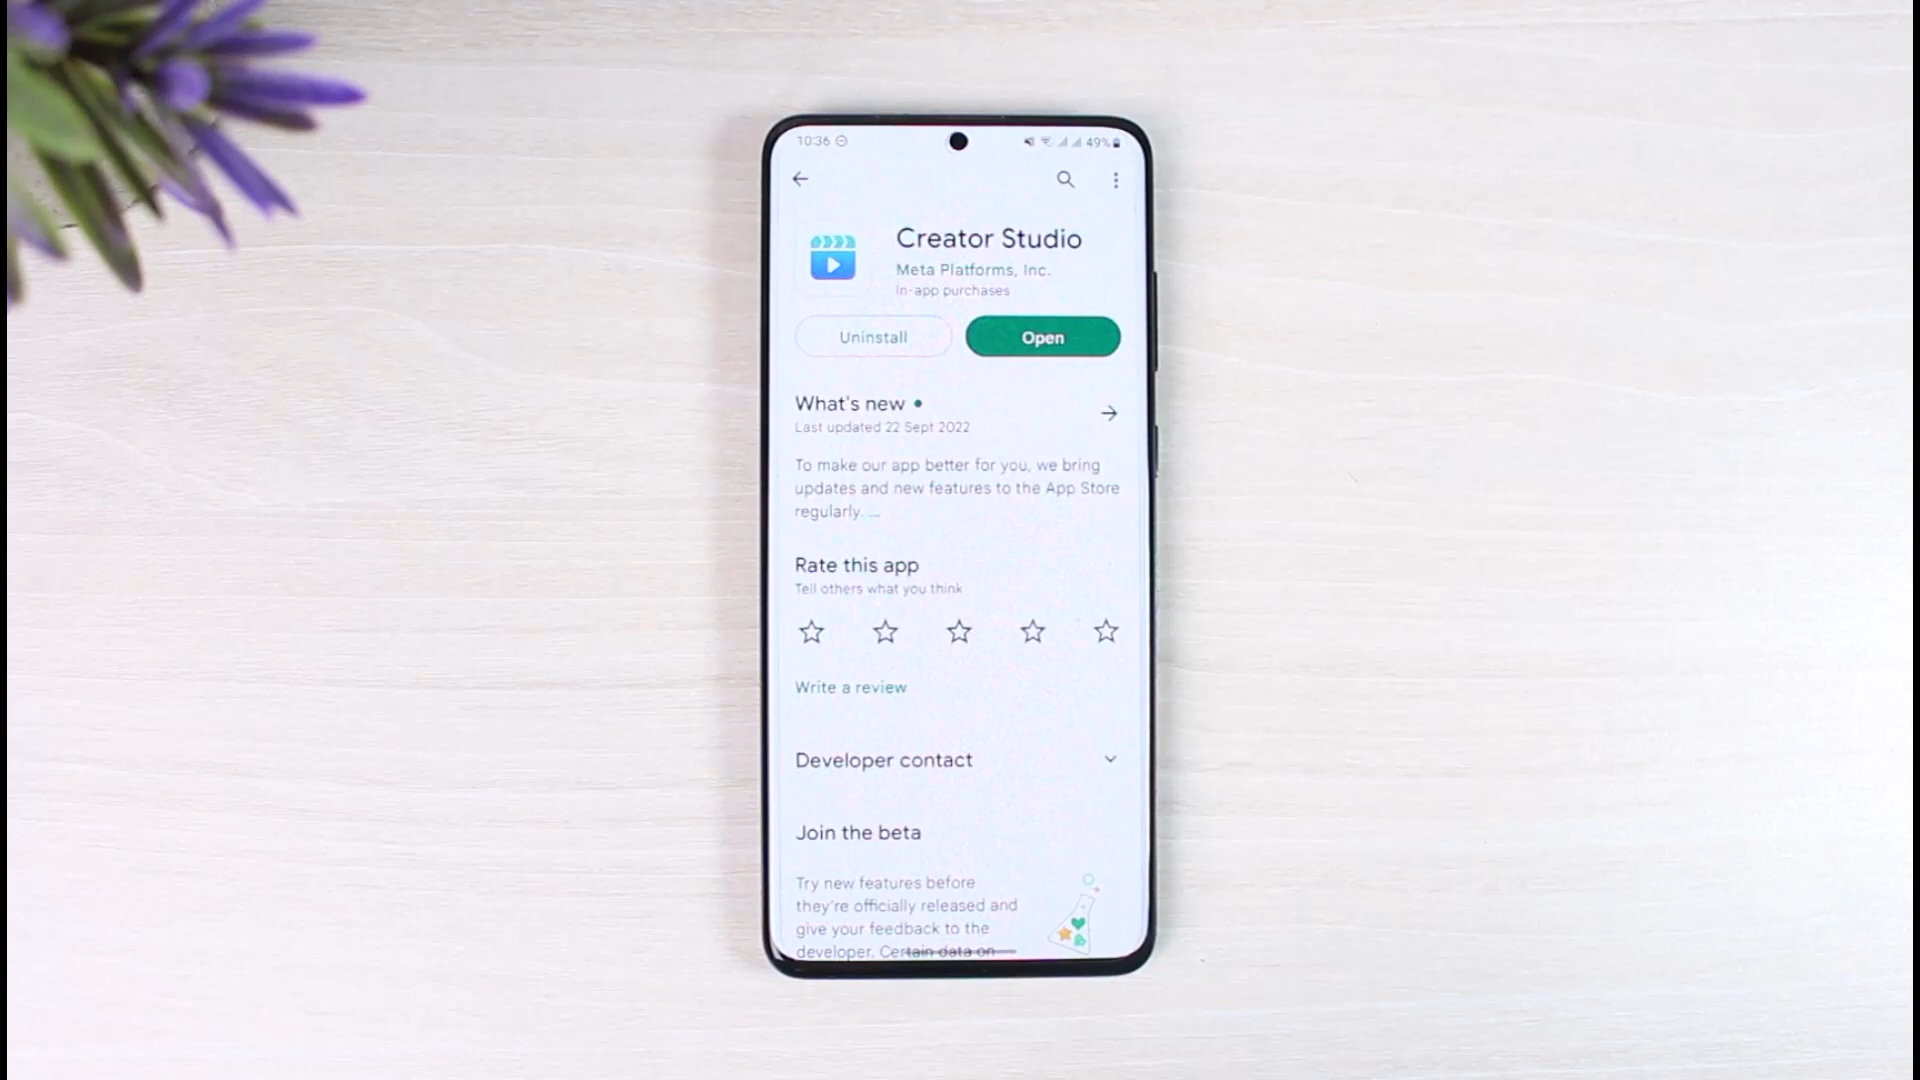 10:36
49%
Creator Studio
Meta Platforms, Inc.
In-app purchases
Uninstall
Open
What's new
Last updated 22 Sept 2022
To make our app better for you, we bring
updates and new features to the App Store
regularly. ...
Rate this app
Tell others what you think
Write a review
Developer contact
Join the beta
Try new features before
they're officially released and
give your feedback to the
developer. Certain data on